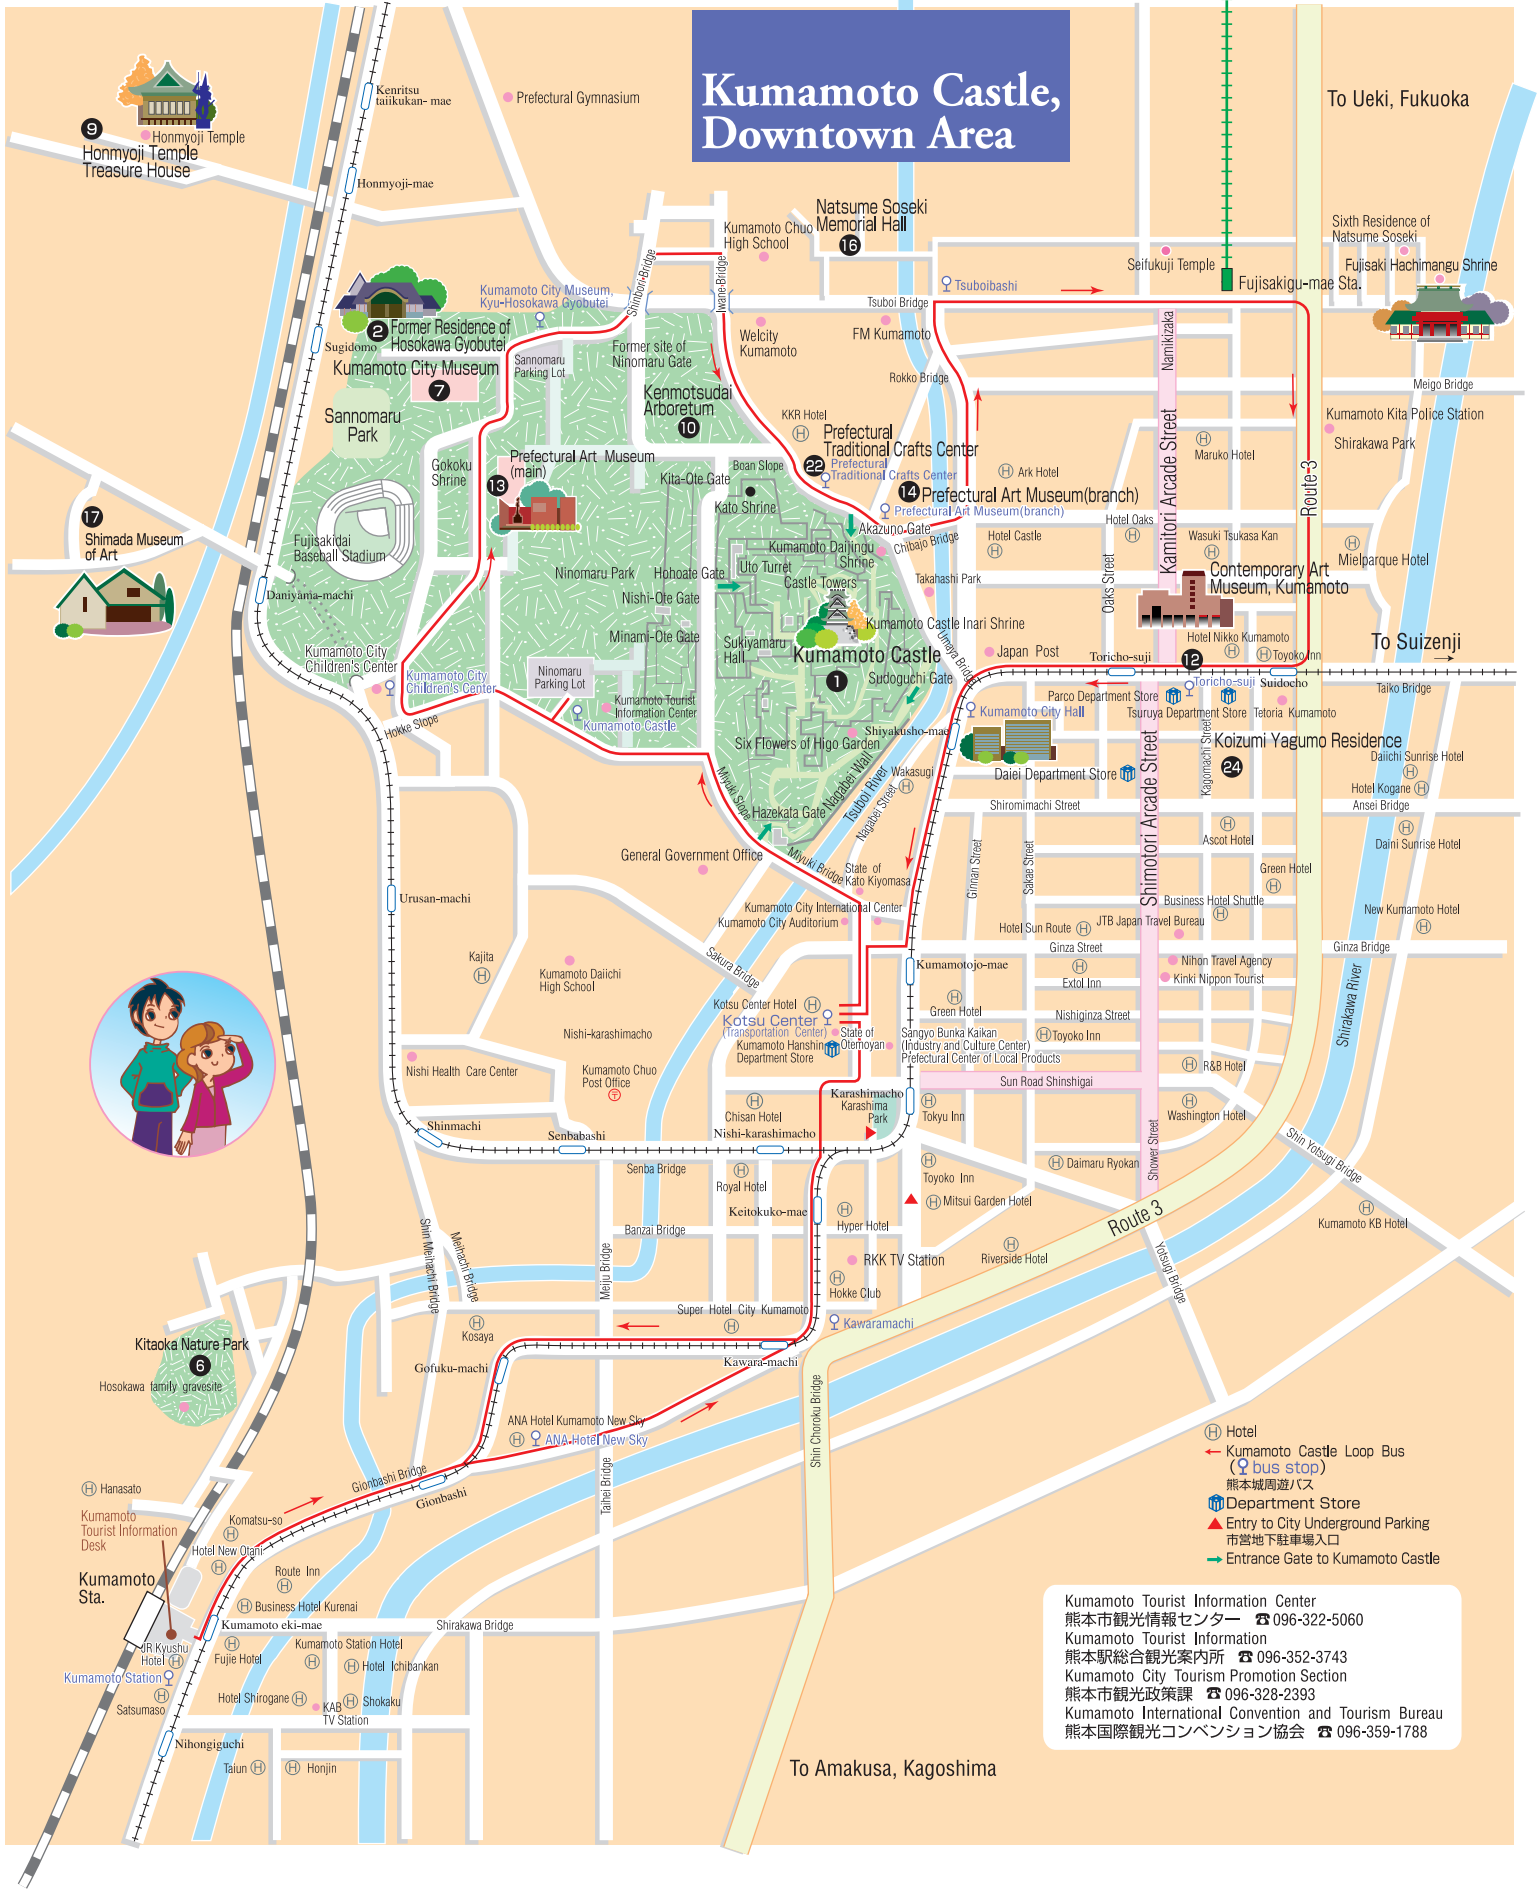 Kumamoto Castle,
Downtown Area
To Ueki, Fukuoka
Kenritsu
taiikukan- mae
Prefectural Gymnasium
9
Honmyoji Temple
Honmyoji Temple
Treasure House
Honmyoji-mae
Natsume Soseki
Memorial Hall
16
Kumamoto Chuo
High School
Sixth Residence of
Natsume Soseki
Seifukuji Temple
Fujisaki Hachimangu Shrine
Fujisakigu-mae Sta.
Shinbori-Bridge
Iwane-Bridge
Kumamoto City Museum,
Kyu-Hosokawa Gyobutei
Tsuboibashi
Tsuboi Bridge
2
Former Residence of
Hosokawa Gyobutei
Sugidomo
Kumamoto City Museum
7
Sannomaru
Parking Lot
Former site of
Ninomaru Gate
Welcity
Kumamoto
FM Kumamoto
Namikizaka
Rokko Bridge
Meigo Bridge
Kenmotsudai
Arboretum
10
Sannomaru
Park
KKR Hotel
Prefectural
Traditional Crafts Center
22
Prefectural
Traditional Crafts Center
Kamitori Arcade Street
Maruko Hotel
Kumamoto Kita Police Station
Shirakawa Park
Route 3
Gokoku
Shrine
Prefectural Art Museum
(main)
13
Kita-Ote Gate
Boan Slope
Kato Shrine
Ark Hotel
14
Prefectural Art Museum(branch)
Prefectural Art Museum(branch)
17
Shimada Museum
of Art
Fujisakidai
Baseball Stadium
Akazuno Gate
Chibajo Bridge
Hotel Castle
Hotel Oaks
Wasuki Tsukasa Kan
Mielparque Hotel
Kumamoto Daijingu
Shrine
Uto Turret
Hohoate Gate
Ninomaru Park
Castle Towers
Takahashi Park
Oaks Street
Contemporary Art
Museum, Kumamoto
Daniyama-machi
Nishi-Ote Gate
Kumamoto Castle Inari Shrine
Minami-Ote Gate
Sukiyamaru
Hall
Umaya Bridge
Hotel Nikko Kumamoto
Toyoko Inn
To Suizenji
Kumamoto City
Children's Center
Kumamoto City
Children's Center
Ninomaru
Parking Lot
Kumamoto Castle
1
Sudoguchi Gate
Japan Post
Toricho-suji
12
Toricho-suji
Suidocho
Taiko Bridge
Parco Department Store
Tsuruya Department Store
Tetoria Kumamoto
Kumamoto Tourist
Information Center
Kumamoto Castle
Hokke Slope
Kumamoto City Hall
Shiyakusho-mae
Six Flowers of Higo Garden
Koizumi Yagumo Residence
24
Daiichi Sunrise Hotel
Hotel Kogane
Ansei Bridge
Kagomachi Street
Shimotori Arcade Street
Daiei Department Store
Shiromimachi Street
Miyuki Slope
Nagabei Wall
Tsuboi River
Nagabei Street
Wakasugi
Hazekata Gate
Ascot Hotel
Daini Sunrise Hotel
General Government Office
Miyuki Bridge
State of
Kato Kiyomasa
Ginnan Street
Sakae Street
Green Hotel
Urusan-machi
Kumamoto City International Center
Kumamoto City Auditorium
Business Hotel Shuttle
New Kumamoto Hotel
Hotel Sun Route
JTB Japan Travel Bureau
Ginza Street
Ginza Bridge
Sakura Bridge
Kajita
Kumamoto Daiichi
High School
Kumamotojo-mae
Extol Inn
Nihon Travel Agency
Kinki Nippon Tourist
Kotsu Center Hotel
Kotsu Center
(Transportation Center)
Green Hotel
Nishiginza Street
Shirakawa River
Nishi-karashimacho
Kumamoto Hanshin
Department Store
State of
Otemoyan
Sangyo Bunka Kaikan
(Industry and Culture Center)
Prefectural Center of Local Products
Toyoko Inn
Nishi Health Care Center
Kumamoto Chuo
Post Office
R&B Hotel
Sun Road Shinshigai
Karashimacho
Karashima
Park
Tokyu Inn
Washington Hotel
Chisan Hotel
Shinmachi
Senbabashi
Nishi-karashimacho
Shower Street
Shin Yotsugi Bridge
Senba Bridge
Royal Hotel
Toyoko Inn
Daimaru Ryokan
Mitsui Garden Hotel
Keitokuko-mae
Hyper Hotel
Route 3
Kumamoto KB Hotel
Banzai Bridge
Shin Meihachi Bridge
Meihachi Bridge
Meiju Bridge
RKK TV Station
Riverside Hotel
Yotsugi Bridge
Hokke Club
Super Hotel City Kumamoto
Kosaya
Kawaramachi
Kitaoka Nature Park
6
Hosokawa family gravesite
Gofuku-machi
Kawara-machi
ANA Hotel Kumamoto New Sky
ANA Hotel New Sky
Shin Choroku Bridge
Taihei Bridge
Gionbashi Bridge
Gionbashi
Hanasato
Kumamoto
Tourist Information
Desk
Komatsu-so
Hotel New Otani
Route Inn
Kumamoto
Sta.
Business Hotel Kurenai
Kumamoto eki-mae
Shirakawa Bridge
JR Kyushu
Hotel
Fujie Hotel
Kumamoto Station Hotel
Hotel Ichibankan
Kumamoto Station
Satsumaso
Hotel Shirogane
KAB
TV Station
Shokaku
Nihongiguchi
Taiun
Honjin
To Amakusa, Kagoshima
Ⓗ Hotel
Kumamoto Castle Loop Bus
(bus stop)
熊本城周遊バス
Department Store
Entry to City Underground Parking
市営地下駐車場入口
Entrance Gate to Kumamoto Castle
Kumamoto Tourist Information Center
熊本市観光情報センター ☎096-322-5060
Kumamoto Tourist Information
熊本駅総合観光案内所 ☎096-352-3743
Kumamoto City Tourism Promotion Section
熊本市観光政策課 ☎096-328-2393
Kumamoto International Convention and Tourism Bureau
熊本国際観光コンベンション協会 ☎096-359-1788